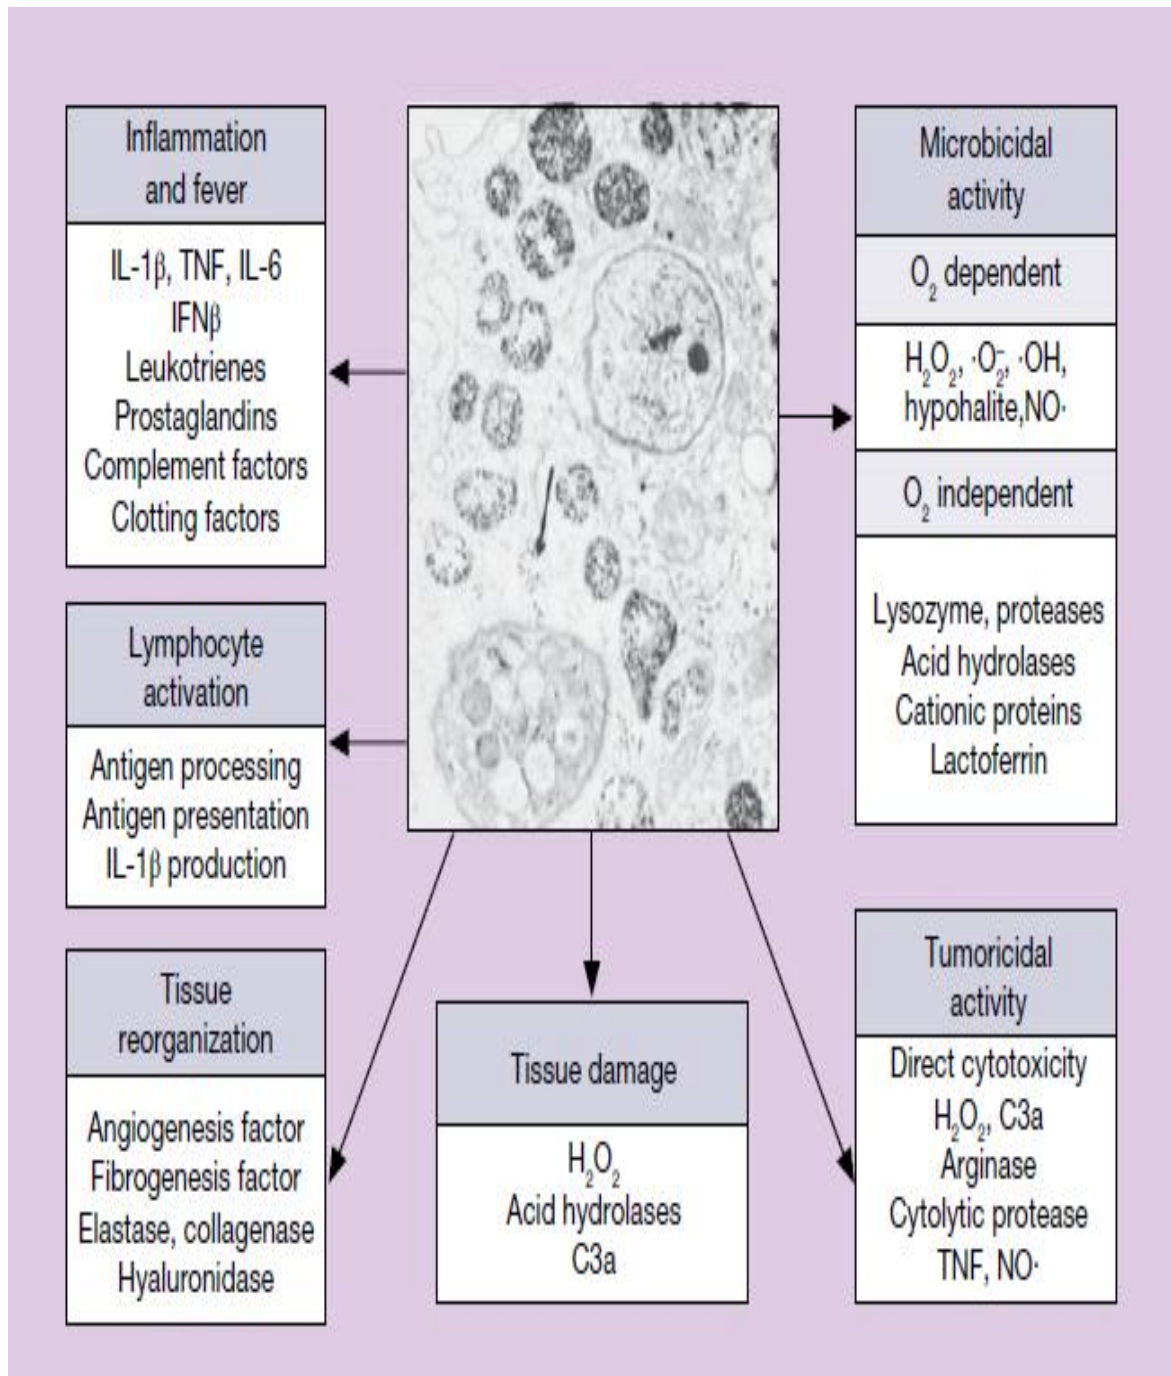 Inflammation
and fever
IL-1β, TNF, IL-6
IFNβ
Leukotrienes
Prostaglandins
Complement factors
Clotting factors
Lymphocyte
activation
Antigen processing
Antigen presentation
IL-1β production
Tissue
reorganization
Angiogenesis factor
Fibrogenesis factor
Elastase, collagenase
Hyaluronidase
Tissue damage
H₂O₂
Acid hydrolases
C3a
Microbicidal
activity
O₂ dependent
H₂O₂, ·O₂⁻, ·OH,
hypohalite,NO·
O₂ independent
Lysozyme, proteases
Acid hydrolases
Cationic proteins
Lactoferrin
Tumoricidal
activity
Direct cytotoxicity
H₂O₂, C3a
Arginase
Cytolytic protease
TNF, NO·